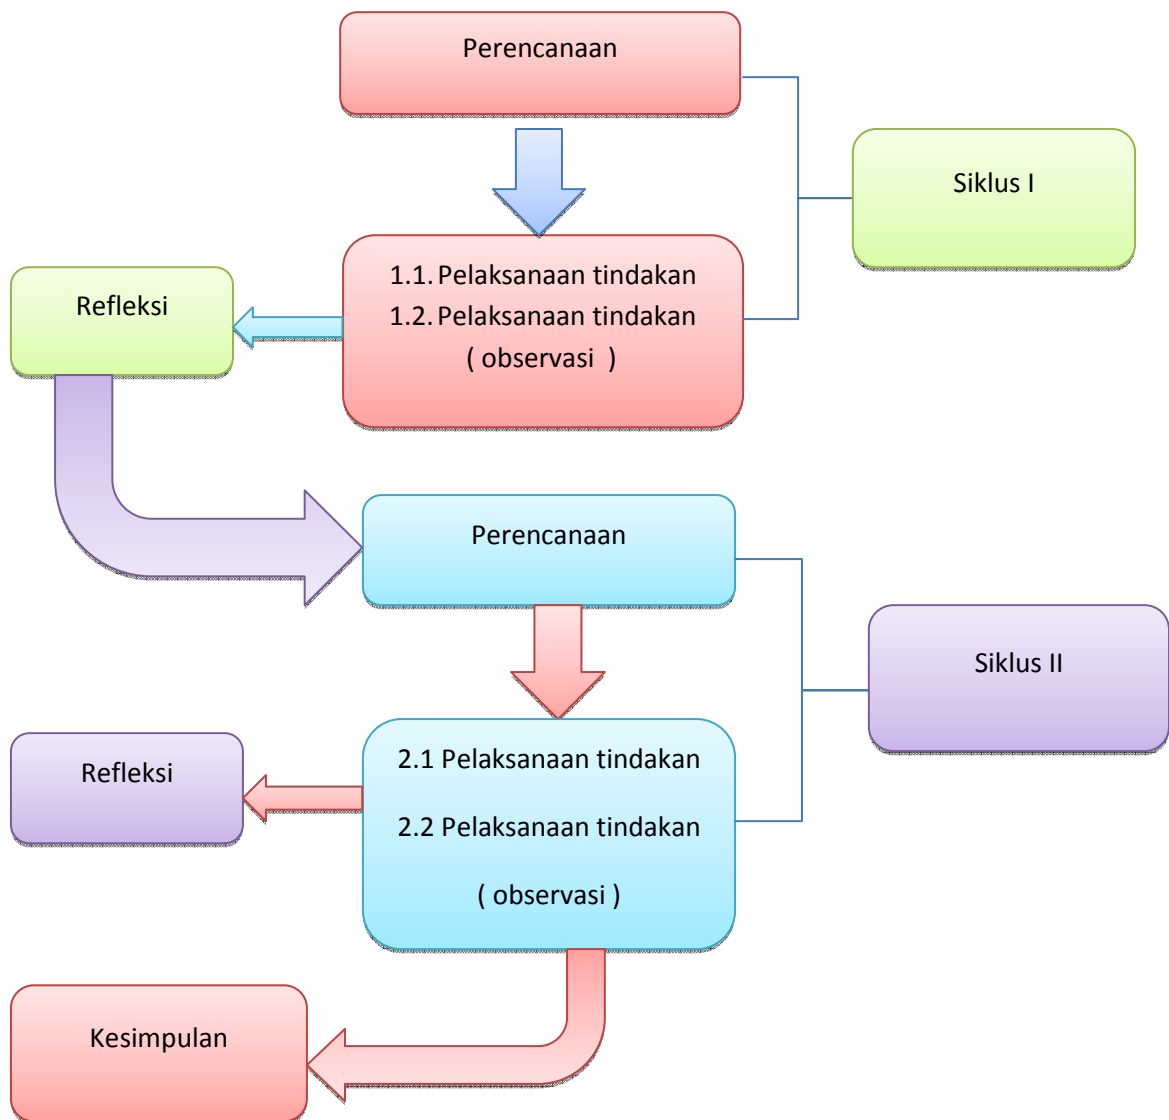 Perencanaan
Siklus I
1.1. Pelaksanaan tindakan
1.2. Pelaksanaan tindakan
( observasi )
Refleksi
Perencanaan
Siklus II
2.1 Pelaksanaan tindakan
2.2 Pelaksanaan tindakan
( observasi )
Refleksi
Kesimpulan